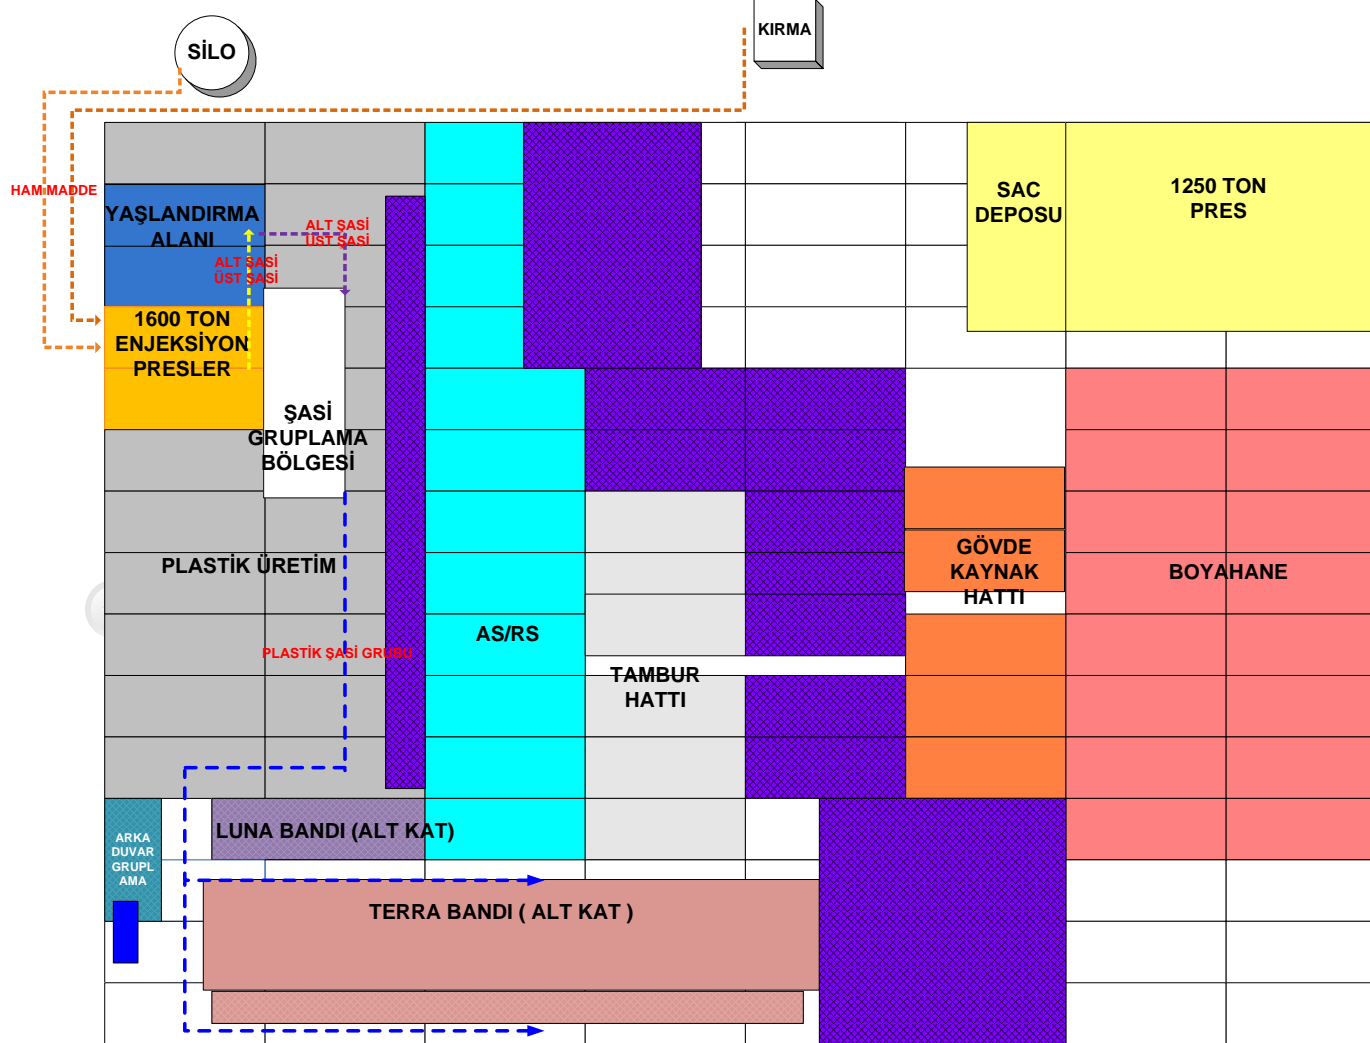 SİLO
KIRMA
HAM MADDE
YAŞLANDIRMA
ALANI
ALT ŞASİ
ÜST ŞASİ
ALT ŞASİ
ÜST ŞASİ
SAC
DEPOSU
1250 TON
PRES
1600 TON
ENJEKSİYON
PRESLER
ŞASİ
GRUPLAMA
BÖLGESİ
PLASTİK ÜRETİM
GÖVDE
KAYNAK
HATTI
BOYAHANE
AS/RS
PLASTİK ŞASİ GRUBU
TAMBUR
HATTI
ARKA
DUVAR
GRUPL
AMA
LUNA BANDI (ALT KAT)
TERRA BANDI ( ALT KAT )